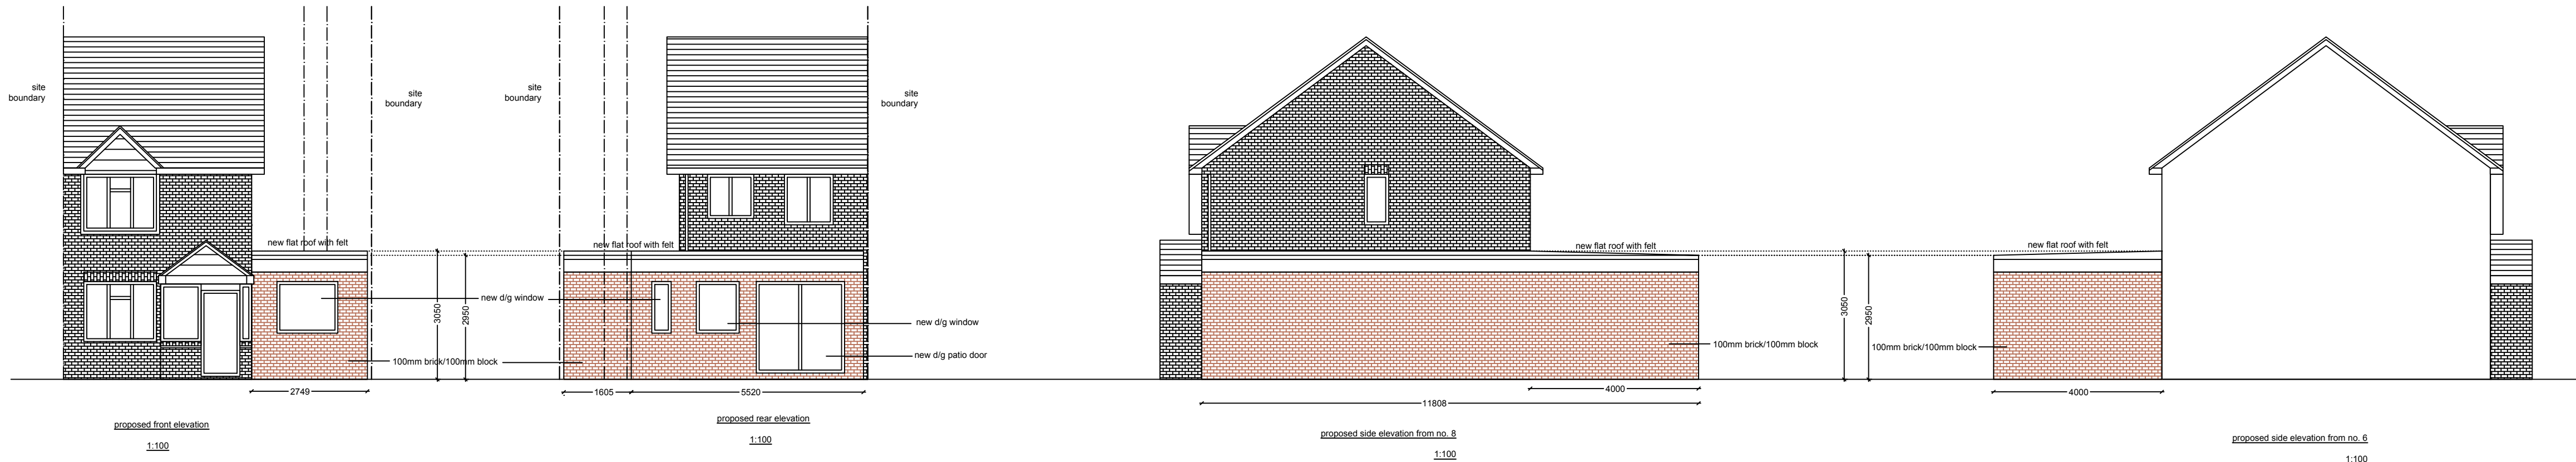 site
boundary
site
boundary
site
boundary
site
boundary
new flat roof with felt
new flat roof with felt
new flat roof with felt
new flat roof with felt
new d/g window
new d/g window
new d/g patio door
100mm brick/100mm block
100mm brick/100mm block
100mm brick/100mm block
3050
2950
3050
2950
2749
1605
5520
4000
11808
4000
proposed front elevation
1:100
proposed rear elevation
1:100
proposed side elevation from no. 8
1:100
proposed side elevation from no. 6
1:100